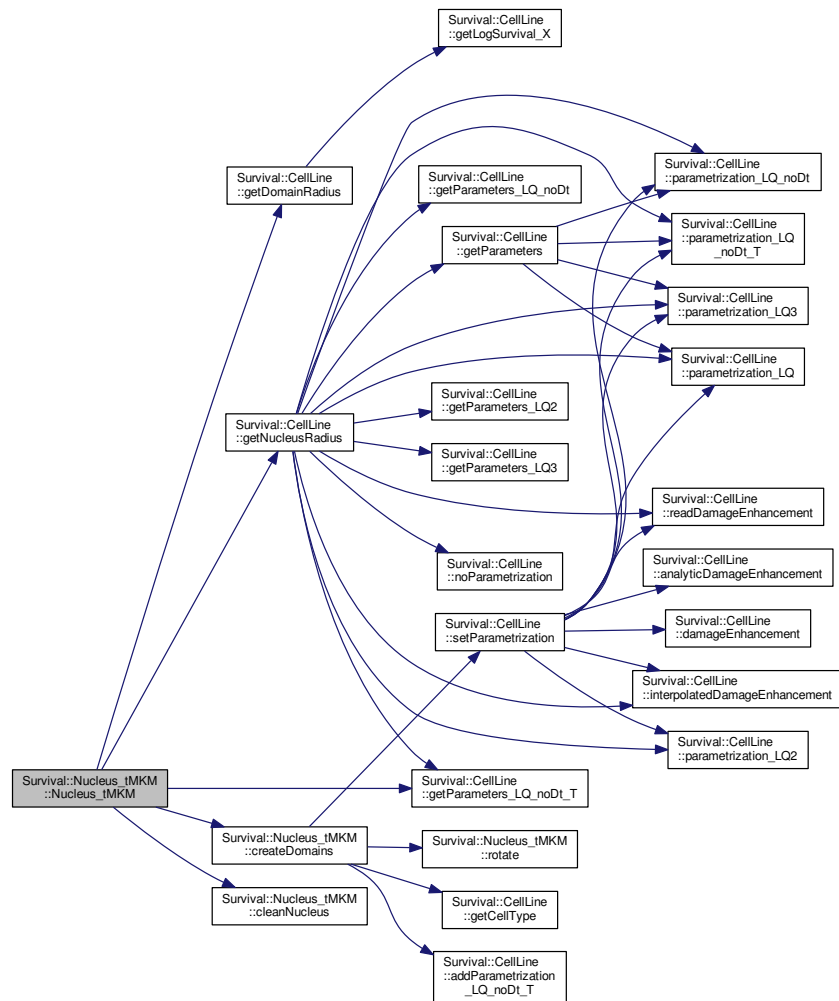 Survival::CellLine
::getLogSurvival_X
Survival::CellLine
::getDomainRadius
Survival::CellLine
::getParameters_LQ_noDt
Survival::CellLine
::parametrization_LQ_noDt
Survival::CellLine
::getParameters
Survival::CellLine
::parametrization_LQ
_noDt_T
Survival::CellLine
::parametrization_LQ3
Survival::CellLine
::parametrization_LQ
Survival::CellLine
::getNucleusRadius
Survival::CellLine
::getParameters_LQ2
Survival::CellLine
::getParameters_LQ3
Survival::CellLine
::readDamageEnhancement
Survival::CellLine
::noParametrization
Survival::CellLine
::analyticDamageEnhancement
Survival::CellLine
::setParametrization
Survival::CellLine
::damageEnhancement
Survival::CellLine
::interpolatedDamageEnhancement
Survival::CellLine
::parametrization_LQ2
Survival::Nucleus_tMKM
::Nucleus_tMKM
Survival::CellLine
::getParameters_LQ_noDt_T
Survival::Nucleus_tMKM
::createDomains
Survival::Nucleus_tMKM
::rotate
Survival::Nucleus_tMKM
::cleanNucleus
Survival::CellLine
::getCellType
Survival::CellLine
::addParametrization
_LQ_noDt_T